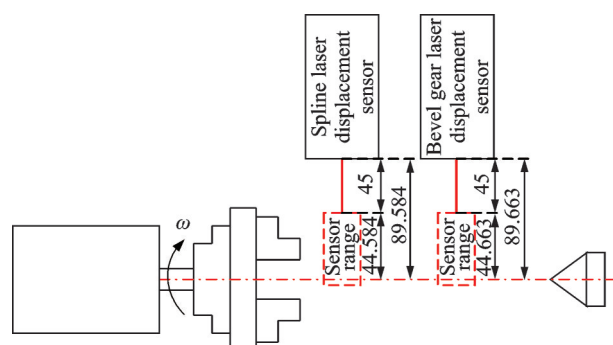 Spline laser
displacement
sensor
Bevel gear laser
displacement
sensor
ω
Sensor
range
45
44.584
89.584
Sensor
range
45
44.663
89.663